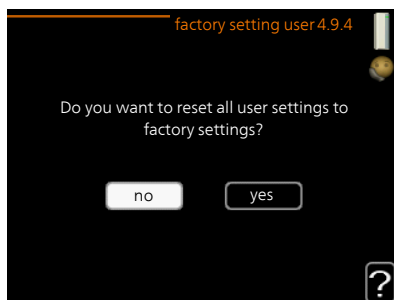 factory setting user 4.9.4
Do you want to reset all user settings to
factory settings?
no yes
?